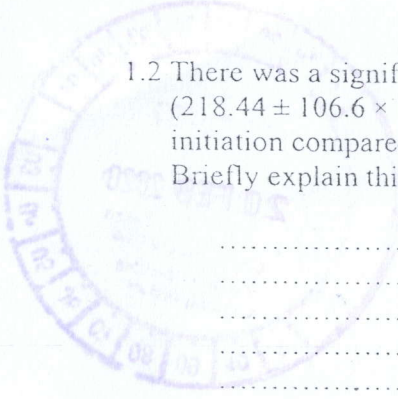 1.2 There was a signif
(218.44 ± 106.6 ×
initiation compare
Briefly explain thi